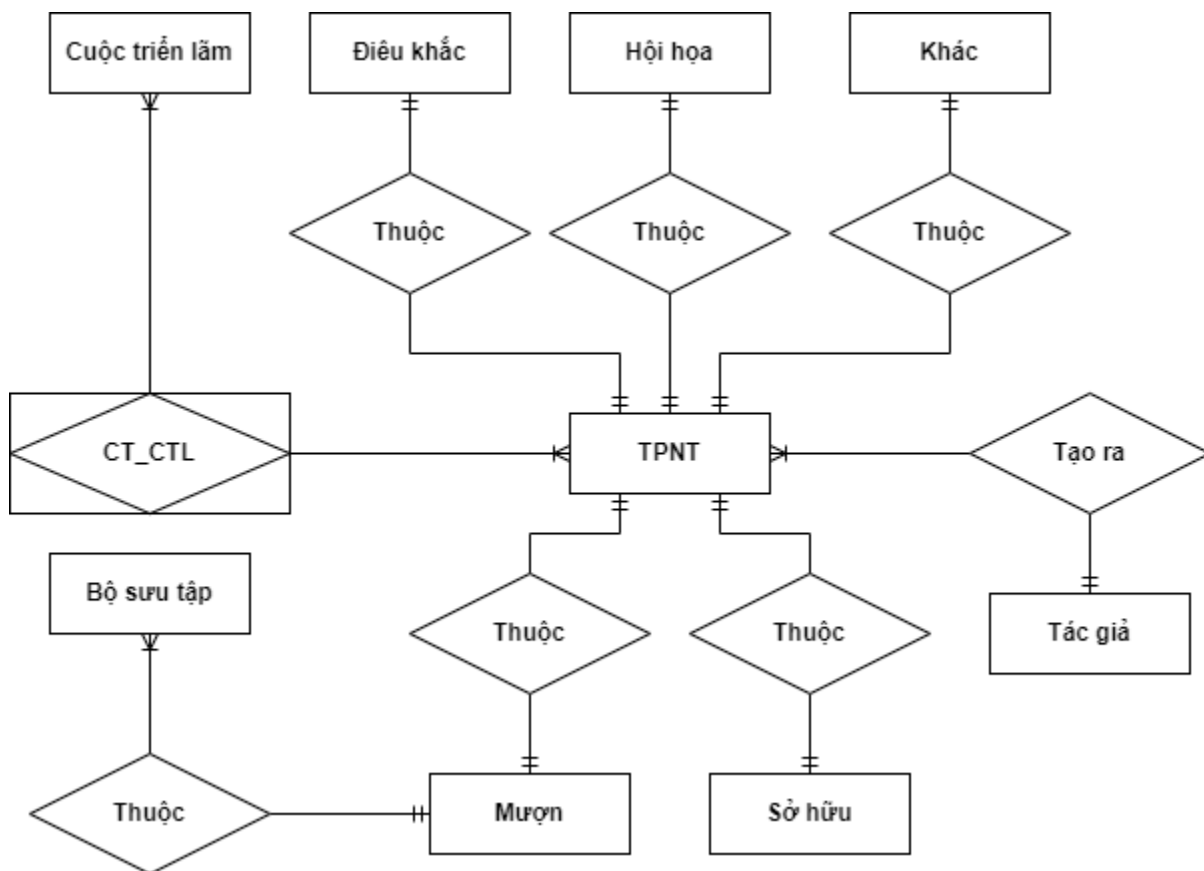 Cuộc triển lãm
Điêu khắc
Hội họa
Khác
Thuộc
Thuộc
Thuộc
CT_CTL
TPNT
Tạo ra
Bộ sưu tập
Thuộc
Thuộc
Tác giả
Thuộc
Mượn
Sở hữu